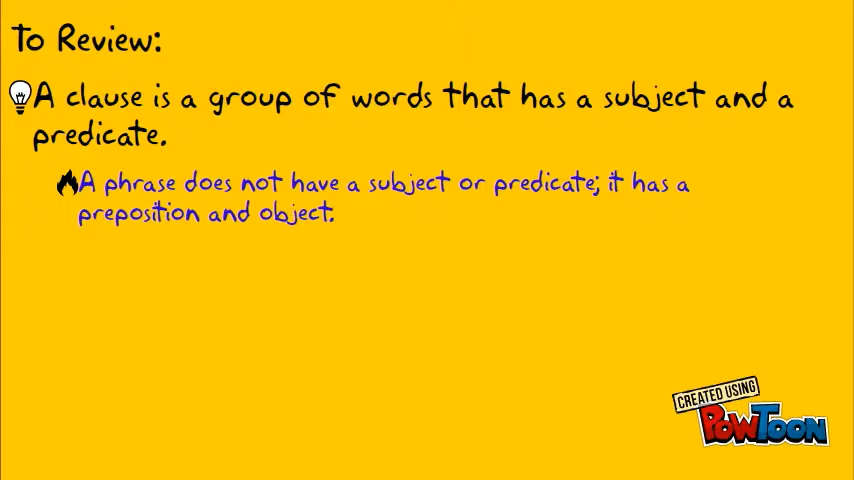 To Review:
A clause is a group of words that has a subject and a
predicate.
A phrase does not have a subject or predicate; it has a
preposition and object.
CREATED USING
POWTOON